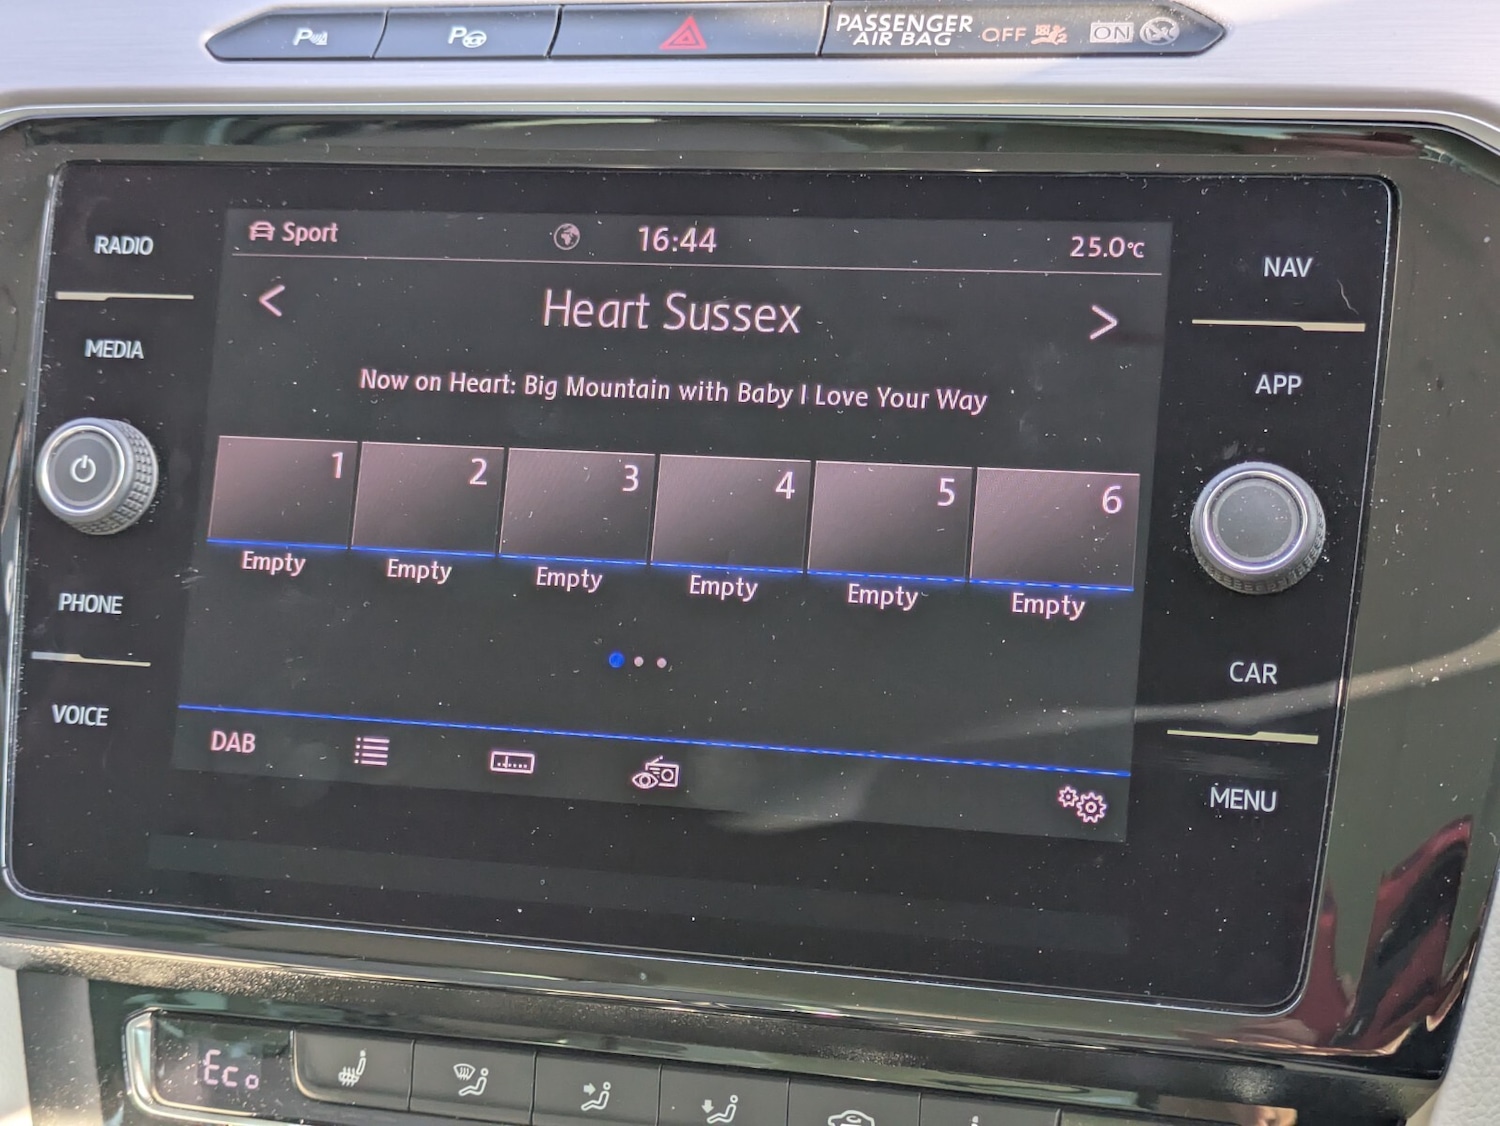 PASSENGER
AIR BAG OFF ON
P P
Sport 16:44 25.0°C
RADIO
MEDIA
PHONE
VOICE
Heart Sussex
Now on Heart: Big Mountain with Baby I Love Your Way
1 2 3 4 5 6
Empty Empty Empty Empty Empty Empty
DAB
NAV
APP
CAR
MENU
Eco